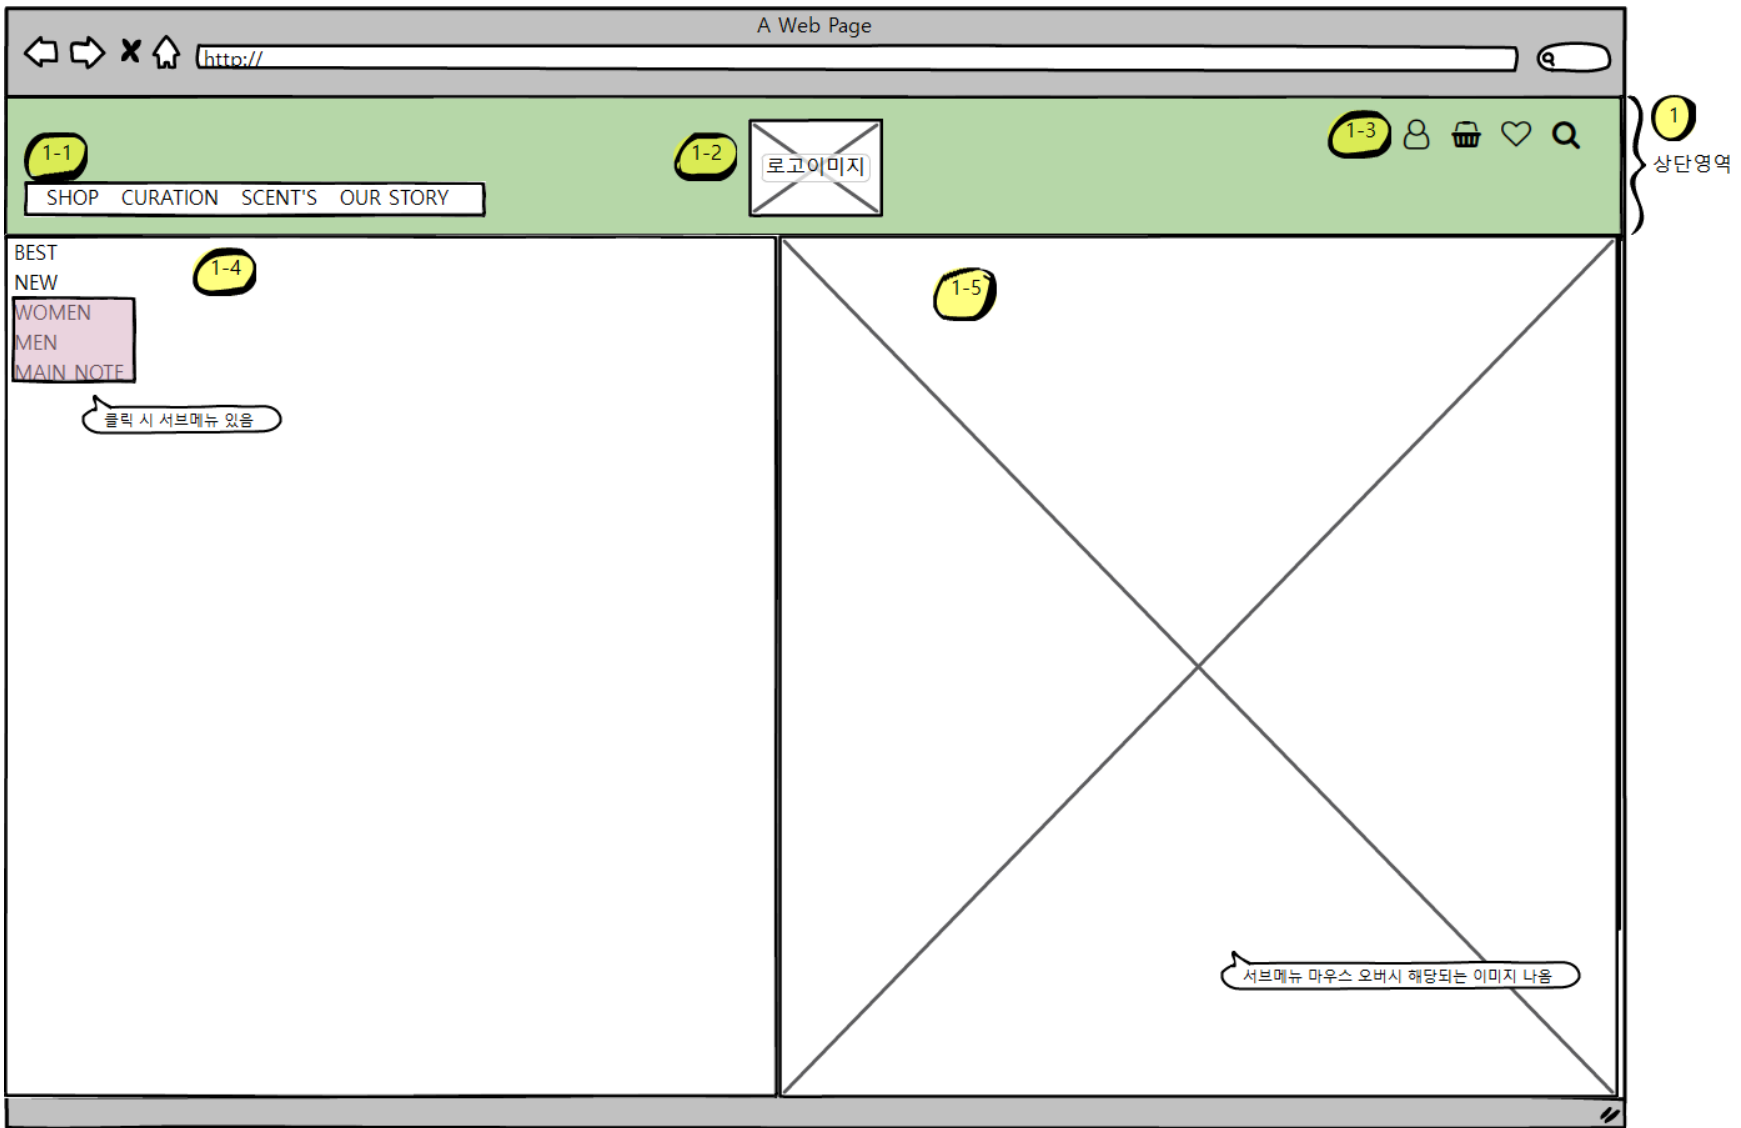 A Web Page
http://
1
상단영역
1-1
1-2
로고이미지
1-3
SHOP CURATION SCENT'S OUR STORY
BEST
NEW
WOMEN
MEN
MAIN NOTE
1-4
클릭 시 서브메뉴 있음
1-5
서브메뉴 마우스 오버시 해당되는 이미지 나옴